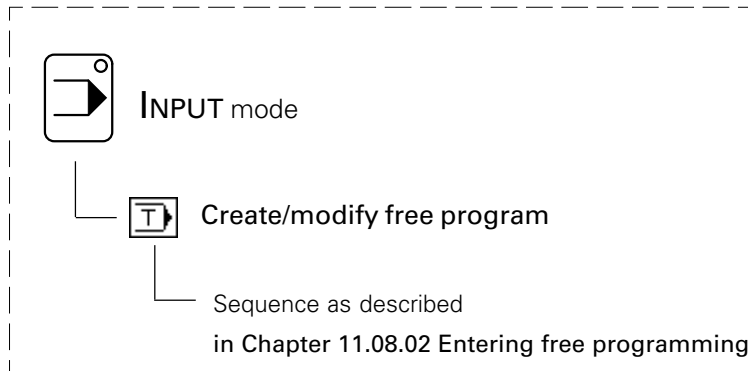 INPUT mode
T
Create/modify free program
Sequence as described
in Chapter 11.08.02 Entering free programming